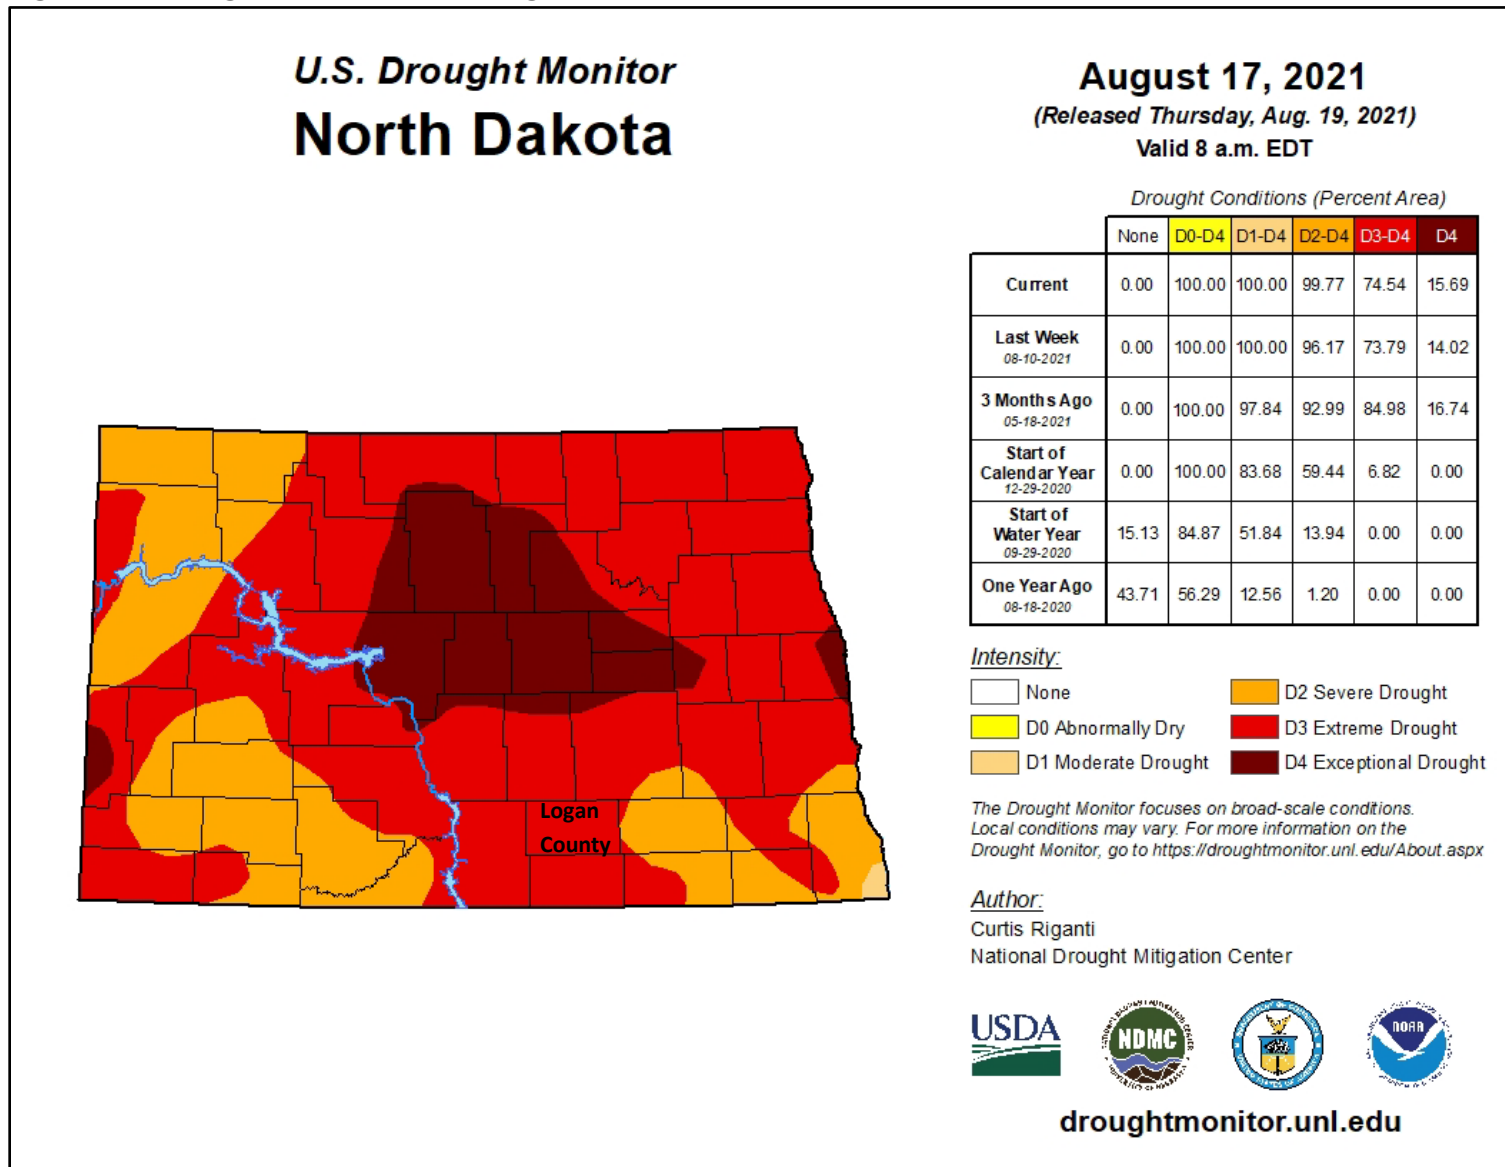 U.S. Drought Monitor
North Dakota
August 17, 2021
(Released Thursday, Aug. 19, 2021)
Valid 8 a.m. EDT
Drought Conditions (Percent Area)
None D0-D4 D1-D4 D2-D4 D3-D4 D4
Current 0.00 100.00 100.00 99.77 74.54 15.69
Last Week
08-10-2021 0.00 100.00 100.00 96.17 73.79 14.02
3 Months Ago
05-18-2021 0.00 100.00 97.84 92.99 84.98 16.74
Start of
Calendar Year
12-29-2020 0.00 100.00 83.68 59.44 6.82 0.00
Start of
Water Year
09-29-2020 15.13 84.87 51.84 13.94 0.00 0.00
One Year Ago
08-18-2020 43.71 56.29 12.56 1.20 0.00 0.00
Logan
County
Intensity:
None
D0 Abnormally Dry
D1 Moderate Drought
D2 Severe Drought
D3 Extreme Drought
D4 Exceptional Drought
The Drought Monitor focuses on broad-scale conditions.
Local conditions may vary. For more information on the
Drought Monitor, go to https://droughtmonitor.unl.edu/About.aspx
Author:
Curtis Riganti
National Drought Mitigation Center
USDA
NDMC
NOAA
droughtmonitor.unl.edu